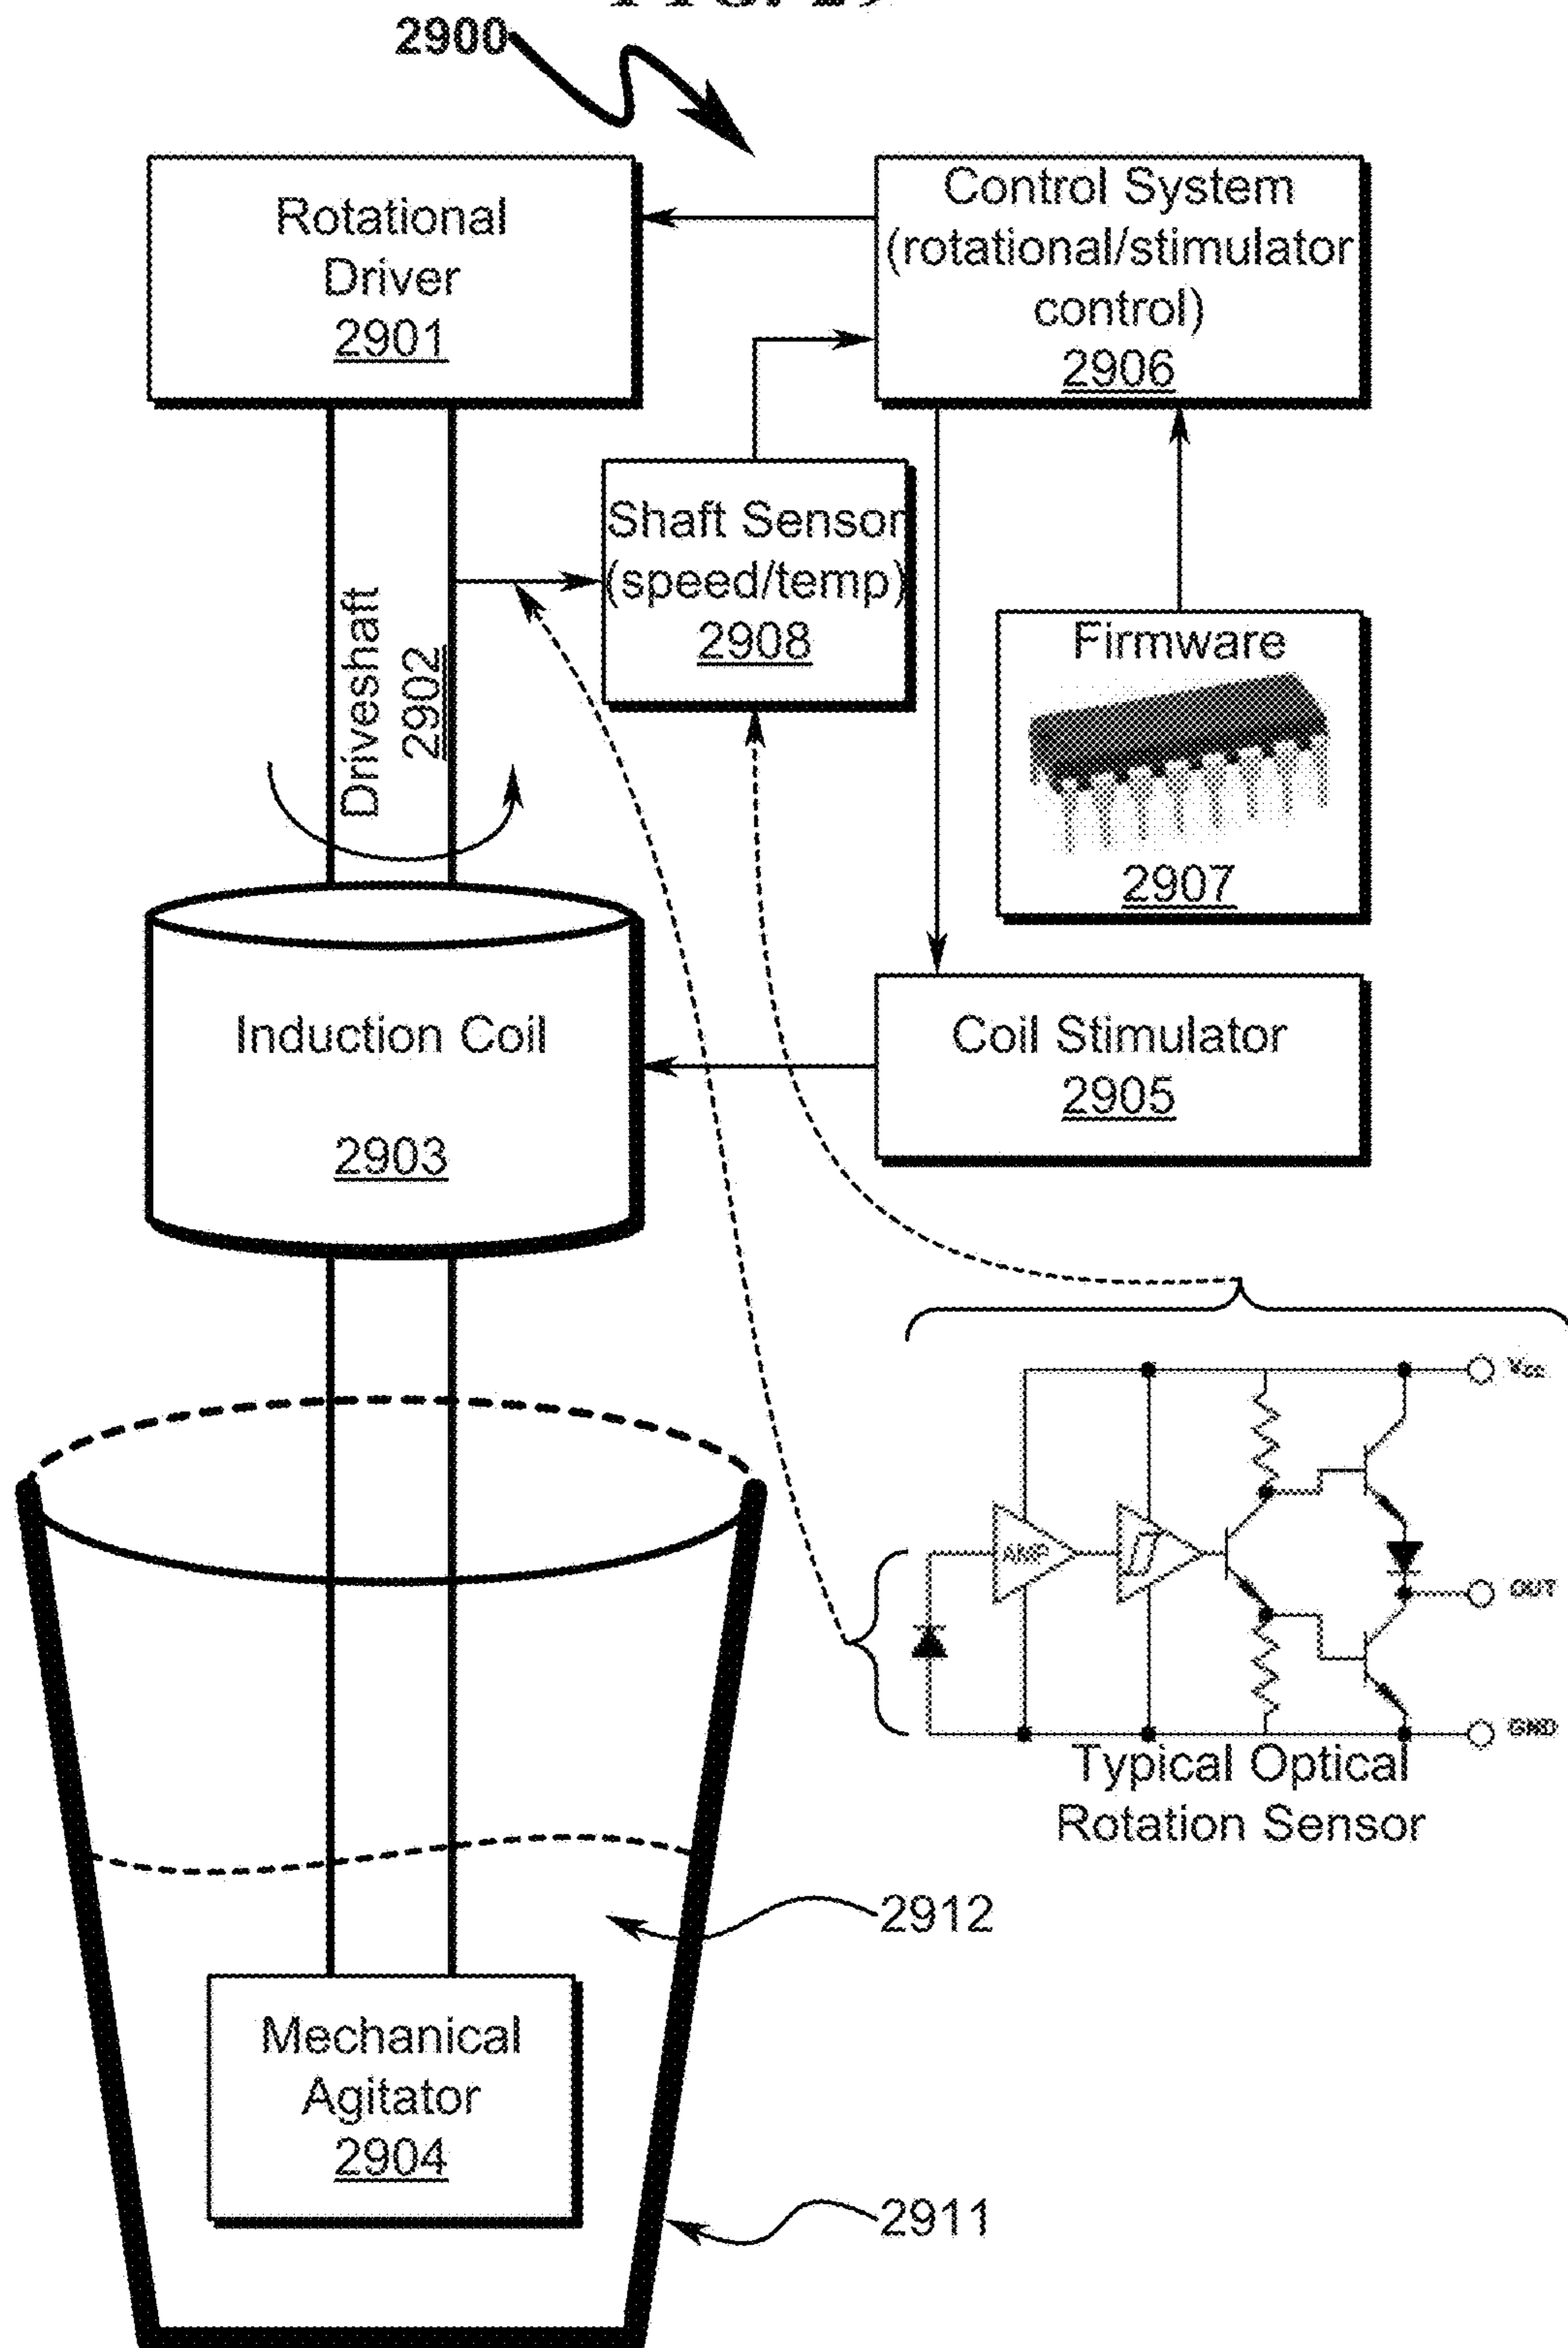 2900
Rotational
Driver
2901
Control System
(rotational/stimulator
control)
2906
Shaft Sensor
(speed/temp)
2908
Driveshaft
2902
Firmware
2907
Induction Coil
2903
Coil Stimulator
2905
Vcc
AMP
OUT
GND
Typical Optical
Rotation Sensor
2912
Mechanical
Agitator
2904
2911